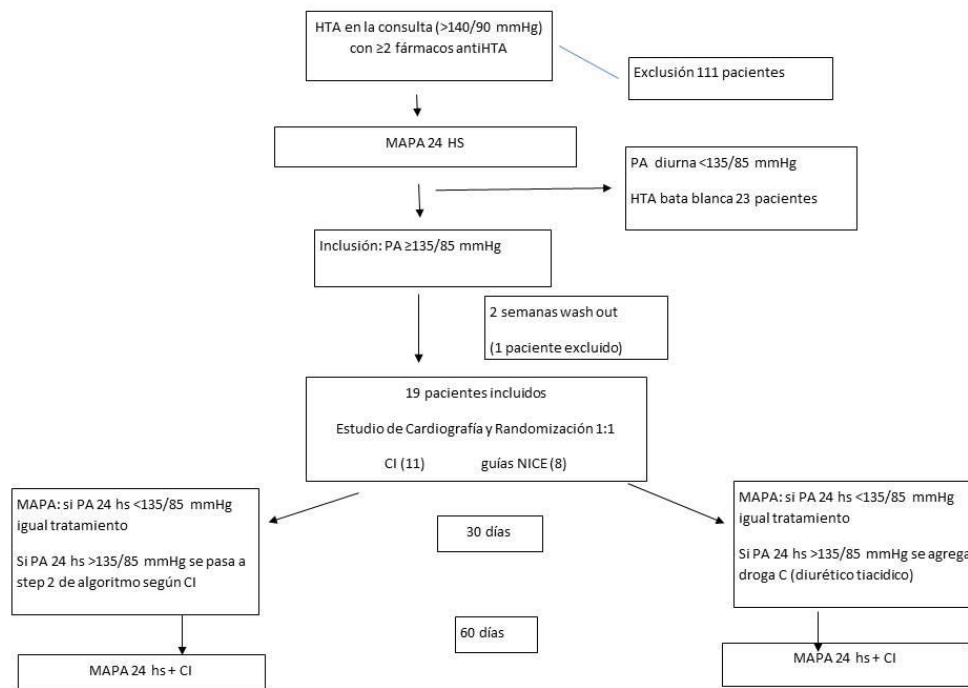 HTA en la consulta (>140/90 mmHg)
con ≥2 fármacos antiHTA
Exclusión 111 pacientes
MAPA 24 HS
PA diurna <135/85 mmHg
HTA bata blanca 23 pacientes
Inclusión: PA ≥135/85 mmHg
2 semanas wash out
(1 paciente excluido)
19 pacientes incluidos
Estudio de Cardiografía y Randomización 1:1
CI (11) guías NICE (8)
MAPA: si PA 24 hs <135/85 mmHg
igual tratamiento
Si PA 24 hs >135/85 mmHg se pasa a
step 2 de algoritmo según CI
30 días
MAPA: si PA 24 hs <135/85 mmHg
igual tratamiento
Si PA 24 hs >135/85 mmHg se agrega
droga C (diurético tiacidico)
60 días
MAPA 24 hs + CI
MAPA 24 hs + CI